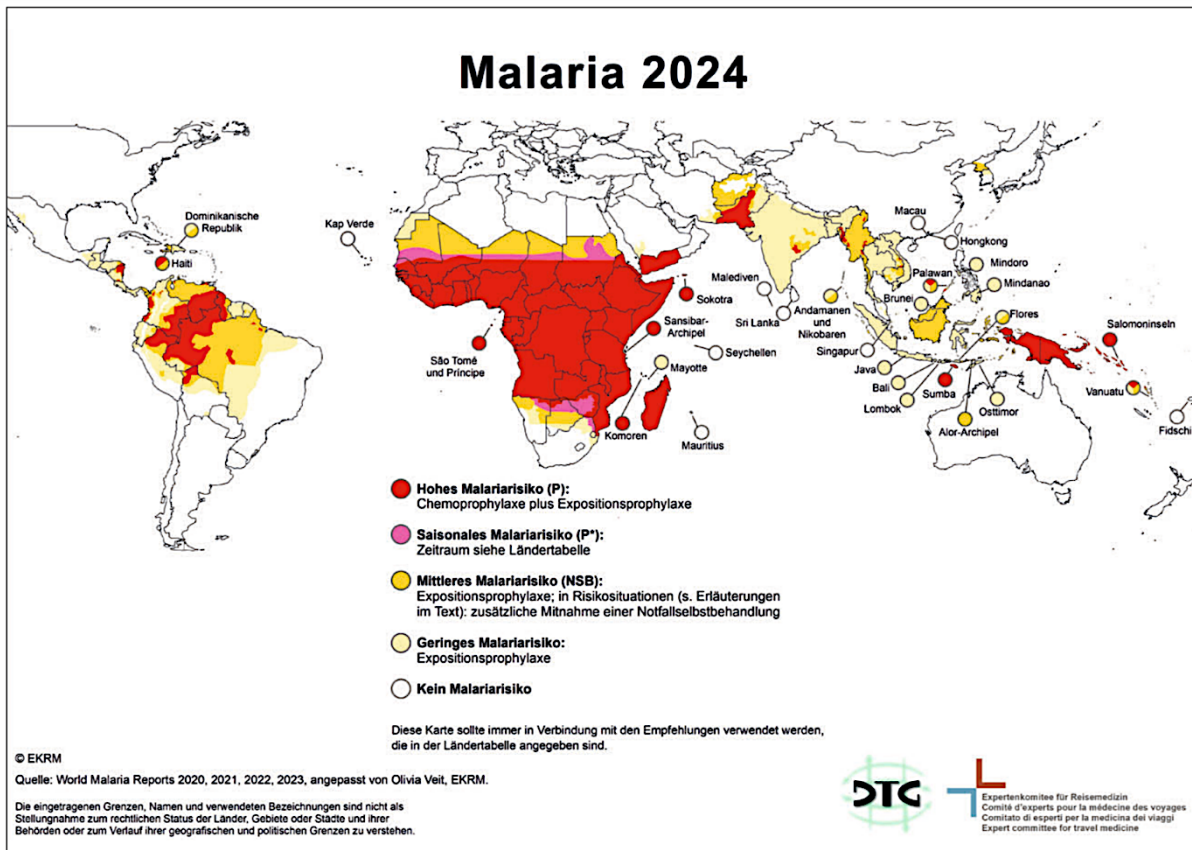 Malaria 2024
Dominikanische
Republik
Haiti
Kap Verde
São Tomé
und Principe
Sokotra
Sansibar-
Archipel
Seychellen
Mayotte
Komoren
Mauritius
Malediven
Sri Lanka
Andamanen
und
Nikobaren
Macau
Hongkong
Mindoro
Palawan
Mindanao
Brunei
Flores
Singapur
Java
Bali
Lombok
Sumba
Osttimor
Alor-Archipel
Salomoninseln
Vanuatu
Fidschi
Hohes Malariarisiko (P):
Chemoprophylaxe plus Expositionsprophylaxe
Saisonales Malariarisiko (P*):
Zeitraum siehe Ländertabelle
Mittleres Malariarisiko (NSB):
Expositionsprophylaxe; in Risikosituationen (s. Erläuterungen
im Text): zusätzliche Mitnahme einer Notfallselbstbehandlung
Geringes Malariarisiko:
Expositionsprophylaxe
Kein Malariarisiko
Diese Karte sollte immer in Verbindung mit den Empfehlungen verwendet werden,
die in der Ländertabelle angegeben sind.
© EKRM
Quelle: World Malaria Reports 2020, 2021, 2022, 2023, angepasst von Olivia Veit, EKRM.
Die eingetragenen Grenzen, Namen und verwendeten Bezeichnungen sind nicht als
Stellungnahme zum rechtlichen Status der Länder, Gebiete oder Städte und ihrer
Behörden oder zum Verlauf ihrer geografischen und politischen Grenzen zu verstehen.
DTG
Expertenkomitee für Reisemedizin
Comité d'experts pour la médecine des voyages
Comitato di esperti per la medicina dei viaggi
Expert committee for travel medicine